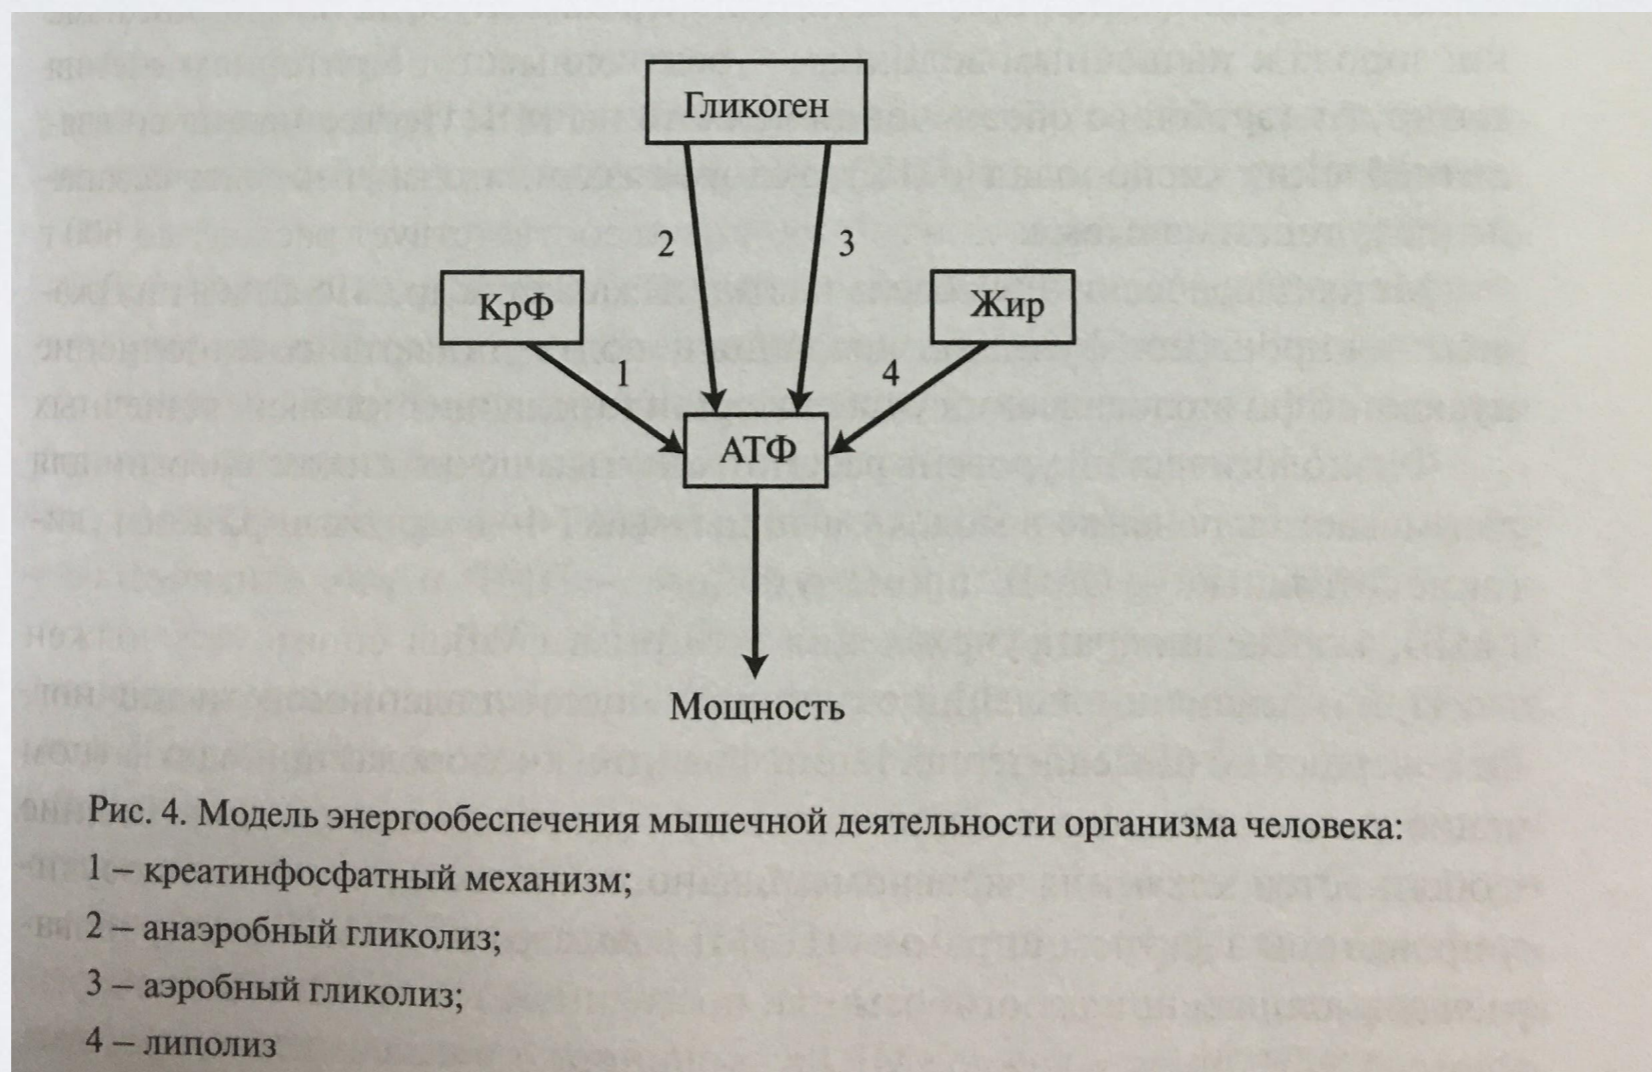 Гликоген
2
3
КрФ
Жир
1
4
АТФ
Мощность
Рис. 4. Модель энергообеспечения мышечной деятельности организма человека:
1 – креатинфосфатный механизм;
2 – анаэробный гликолиз;
3 – аэробный гликолиз;
4 – липолиз